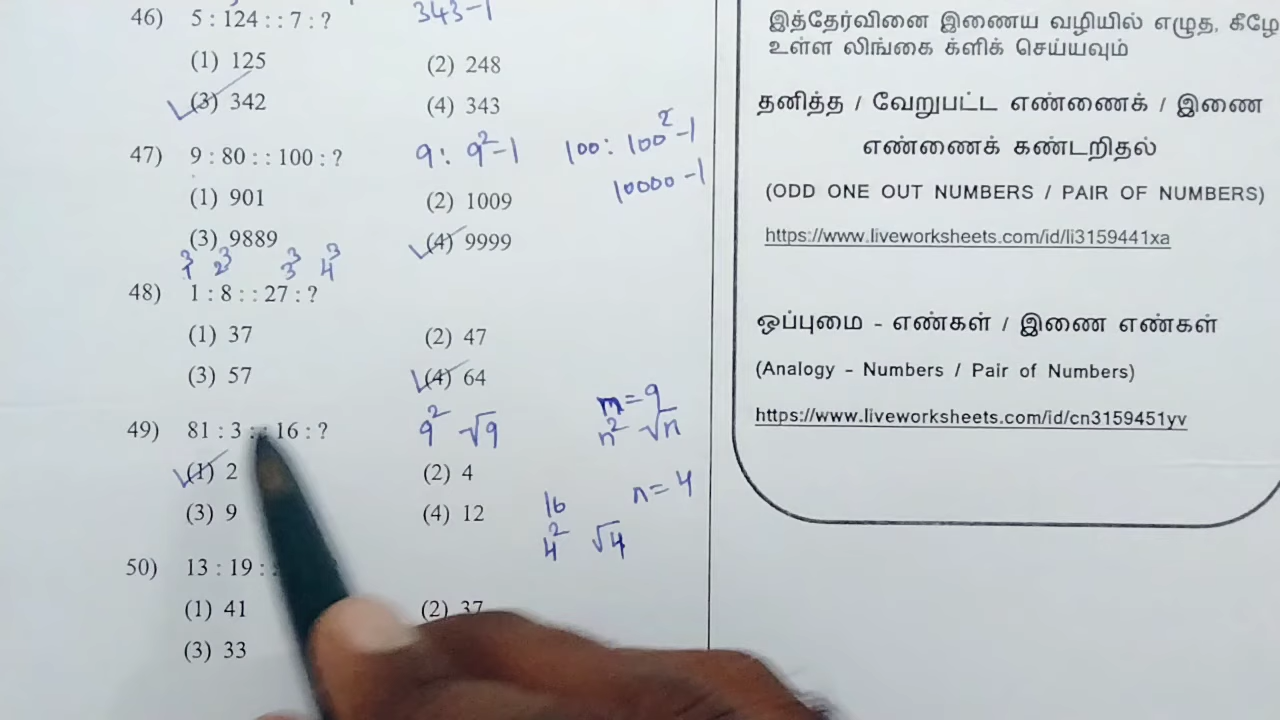 46) 5 : 124 : : 7 : ?
343-1
(1) 125
(2) 248
(3) 342
(4) 343
47) 9 : 80 : : 100 : ?
9 : 9²-1
100 : 100²-1
10000-1
(1) 901
(2) 1009
(3) 9889
(4) 9999
1³ 2³ 3³ 4³
48) 1 : 8 : : 27 : ?
(1) 37
(2) 47
(3) 57
(4) 64
49) 81 : 3 : : 16 : ?
9² √9
m=9
n² √n
(1) 2
(2) 4
(3) 9
(4) 12
16
n=4
4² √4
50) 13 : 19 :
(1) 41
(2) 37
(3) 33
இத்தேர்வினை இணைய வழியில் எழுத, கீழே
உள்ள லிங்கை க்ளிக் செய்யவும்
தனித்த / வேறுபட்ட எண்ணைக் / இணை
எண்ணைக் கண்டறிதல்
(ODD ONE OUT NUMBERS / PAIR OF NUMBERS)
https://www.liveworksheets.com/id/li3159441xa
ஒப்புமை - எண்கள் / இணை எண்கள்
(Analogy – Numbers / Pair of Numbers)
https://www.liveworksheets.com/id/cn3159451yv